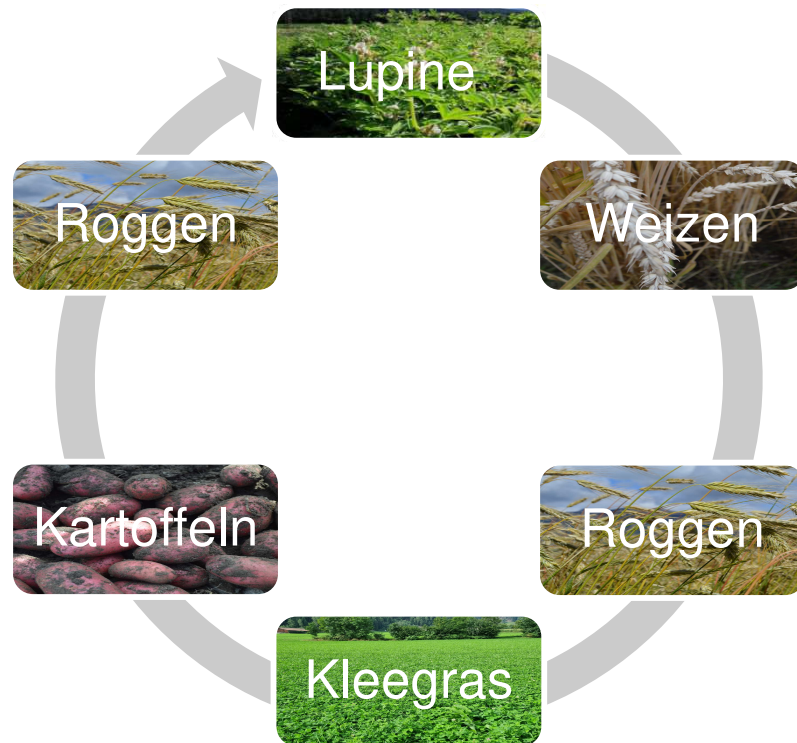 Lupine
Weizen
Roggen
Kleegras
Kartoffeln
Roggen